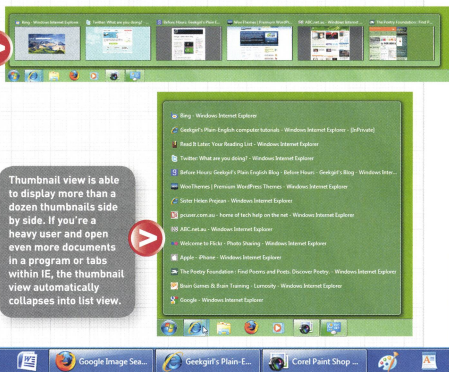 Bing - Windows Internet Explorer
Twitter: What are you doing? - ...
Before Hours: Geekgirl's Plain-E...
WooThemes | Premium WordPr...
ABC.net.au - Windows Internet ...
The Poetry Foundation : Find P...
Bing - Windows Internet Explorer
Geekgirl's Plain-English computer tutorials - Windows Internet Explorer - [InPrivate]
Read It Later: Your Reading List - Windows Internet Explorer
Twitter: What are you doing? - Windows Internet Explorer
Before Hours: Geekgirl's Plain English Blog - Before Hours: - Geekgirl's Blog - Windows Inter...
WooThemes | Premium WordPress Themes - Windows Internet Explorer
Sister Helen Prejean - Windows Internet Explorer
pcuser.com.au - home of tech help on the net - Windows Internet Explorer
ABC.net.au - Windows Internet Explorer
Welcome to Flickr - Photo Sharing - Windows Internet Explorer
Apple - iPhone - Windows Internet Explorer
The Poetry Foundation : Find Poems and Poets. Discover Poetry. - Windows Internet Explorer
Brain Games & Brain Training - Lumosity - Windows Internet Explorer
Google - Windows Internet Explorer
Thumbnail view is able
to display more than a
dozen thumbnails side
by side. If you're a
heavy user and open
even more documents
in a program or tabs
within IE, the thumbnail
view automatically
collapses into list view.
Google Image Sea...
Geekgirl's Plain-E...
Corel Paint Shop ...